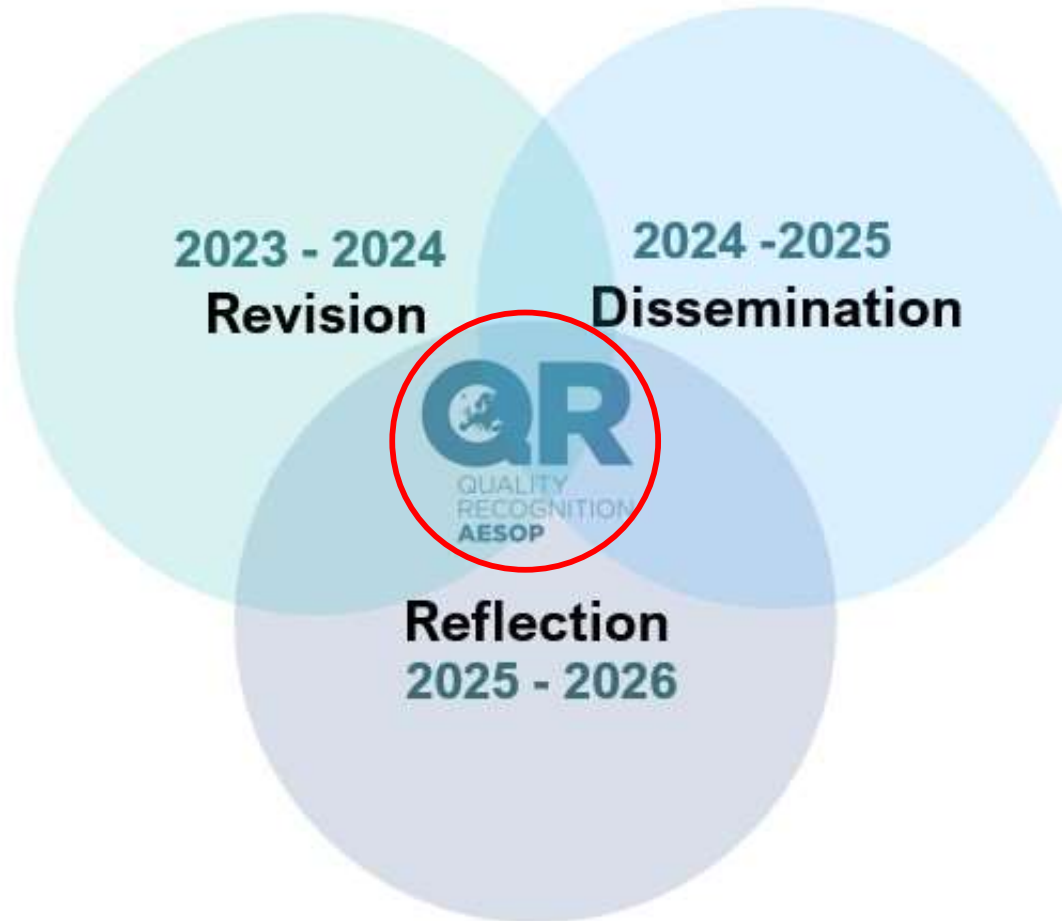 2023 - 2024
Revision
2024 -2025
Dissemination
QR
QUALITY
RECOGNITION
AESOP
Reflection
2025 - 2026